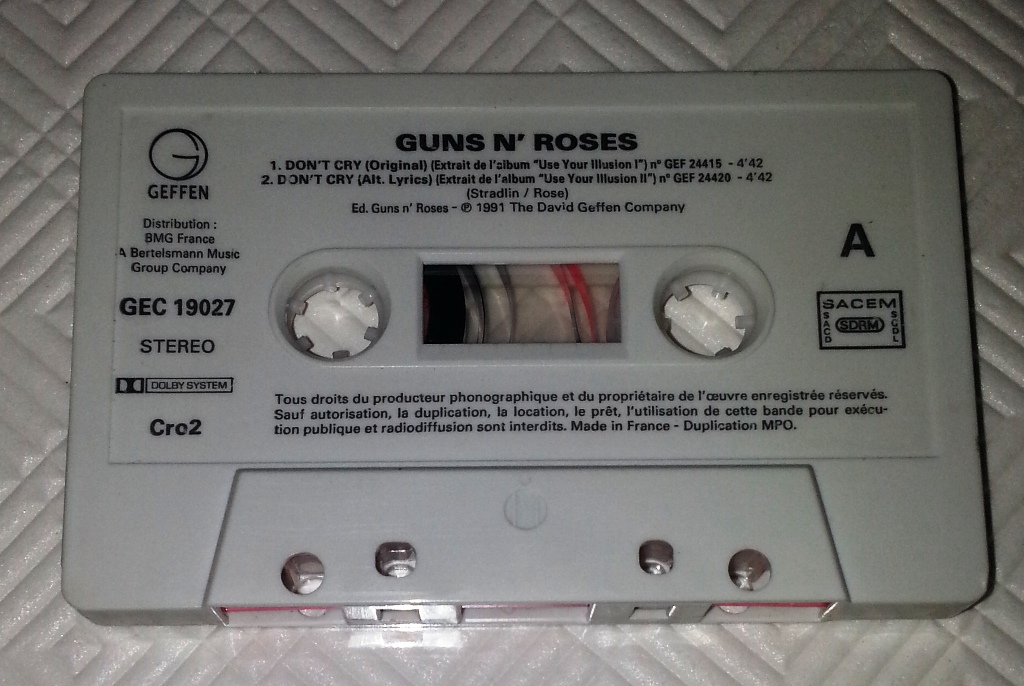 GUNS N' ROSES
1. DON'T CRY (Original) (Extrait de l'album "Use Your Illusion I") n° GEF 24415 - 4'42
2. DON'T CRY (Alt. Lyrics) (Extrait de l'album "Use Your Illusion II") n° GEF 24420 - 4'42
(Stradlin / Rose)
Ed. Guns n' Roses - ℗ 1991 The David Geffen Company
G
GEFFEN
Distribution :
BMG France
A Bertelsmann Music
Group Company
GEC 19027
STEREO
DOLBY SYSTEM
Cro2
A
SACEM
SACD
SDRM
SCDL
Tous droits du producteur phonographique et du propriétaire de l'œuvre enregistrée réservés.
Sauf autorisation, la duplication, la location, le prêt, l'utilisation de cette bande pour exécu-
tion publique et radiodiffusion sont interdits. Made in France - Duplication MPO.